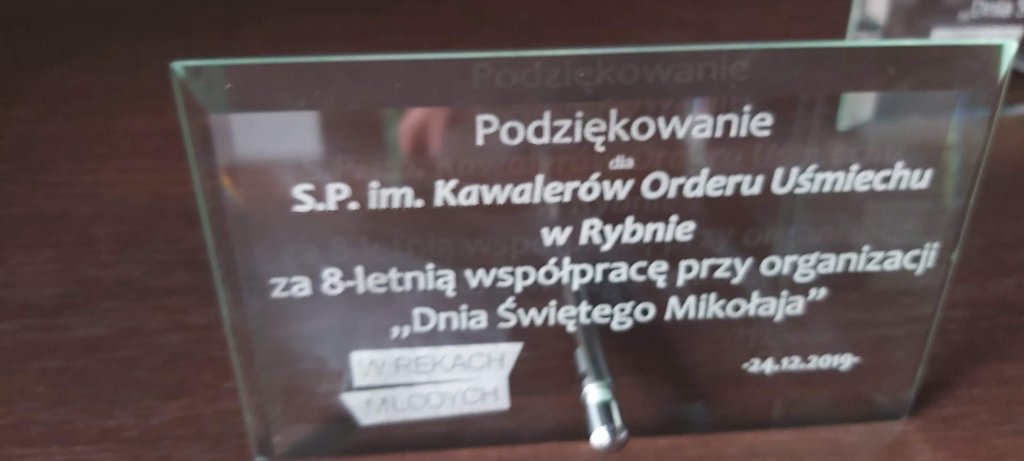 Podziękowanie
dla
S.P. im. Kawalerów Orderu Uśmiechu
w Rybnie
za 8-letnią współpracę przy organizacji
,,Dnia Świętego Mikołaja”
W RĘKACH
MŁODYCH
-24.12.2019-
„Dnia